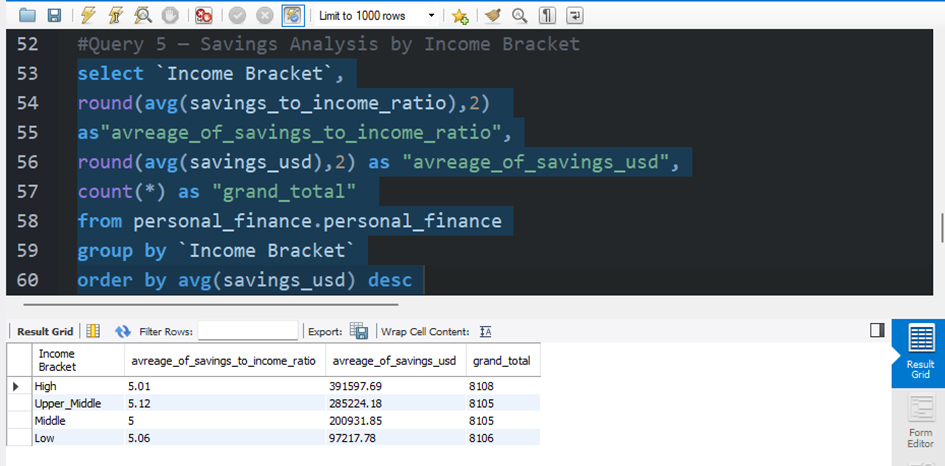 Limit to 1000 rows
52 #Query 5 – Savings Analysis by Income Bracket
53 select `Income Bracket`,
54 round(avg(savings_to_income_ratio),2)
55 as"avreage_of_savings_to_income_ratio",
56 round(avg(savings_usd),2) as "avreage_of_savings_usd",
57 count(*) as "grand_total"
58 from personal_finance.personal_finance
59 group by `Income Bracket`
60 order by avg(savings_usd) desc
Result Grid Filter Rows: Export: Wrap Cell Content: IA
Income Bracket avreage_of_savings_to_income_ratio avreage_of_savings_usd grand_total
High 5.01 391597.69 8108
Upper_Middle 5.12 285224.18 8105
Middle 5 200931.85 8105
Low 5.06 97217.78 8106
Result
Grid
Form
Editor